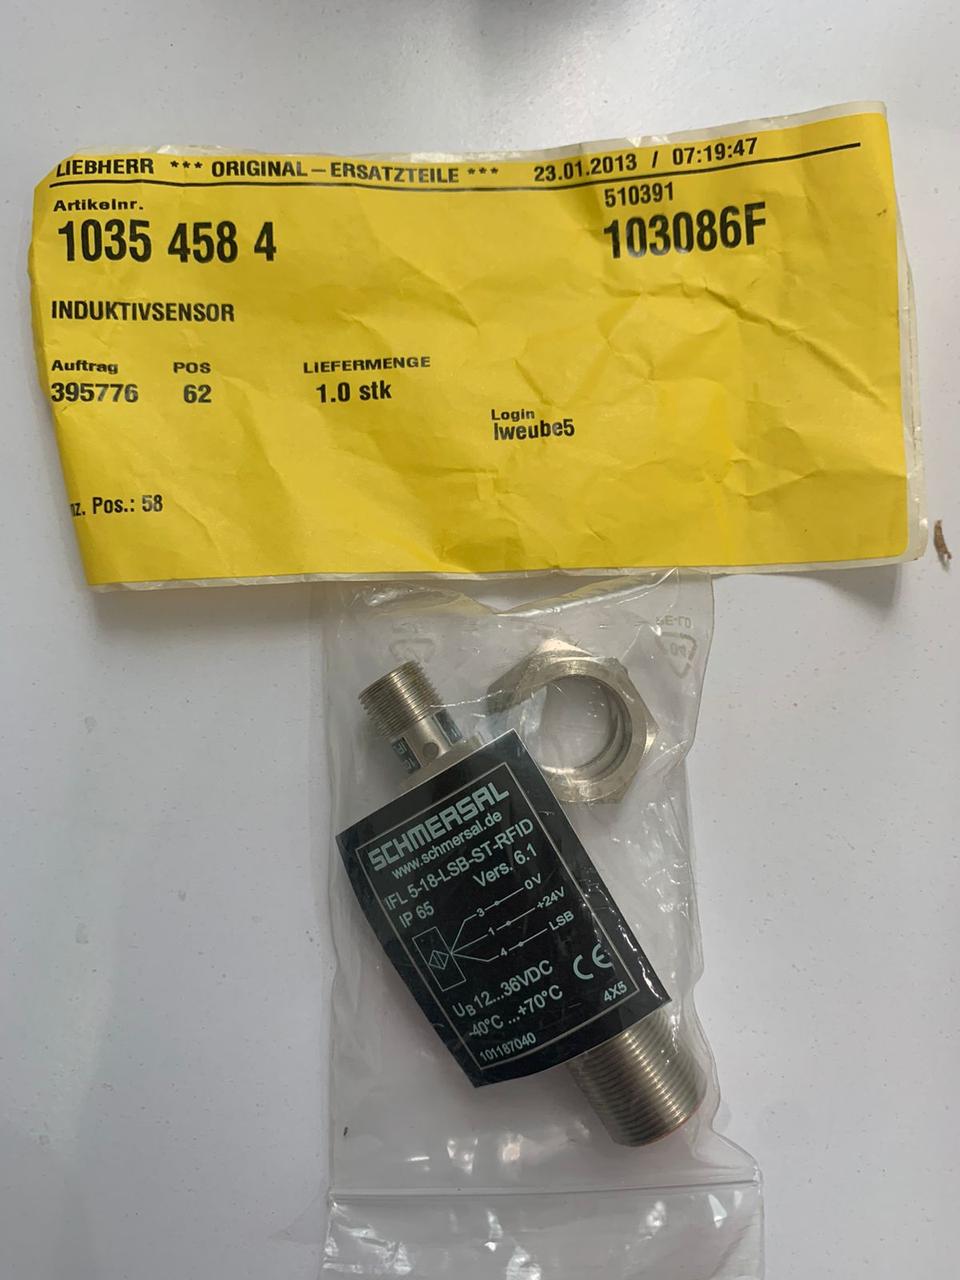 LIEBHERR *** ORIGINAL-ERSATZTEILE *** 23.01.2013 / 07:19:47
510391
Artikelnr.
1035 458 4 103086F
INDUKTIVSENSOR
Auftrag POS LIEFERMENGE
395776 62 1.0 stk
Login
lweube5
Pos.: 58
PE-LD
04
SCHMERSAL
www.schmersal.de
IFL 5-18-LSB-ST-RFID
IP 65 Vers. 6.1
3 0V
1 +24V
4 LSB
UB 12...36VDC CE
-40°C ...+70°C
101187040 4X5